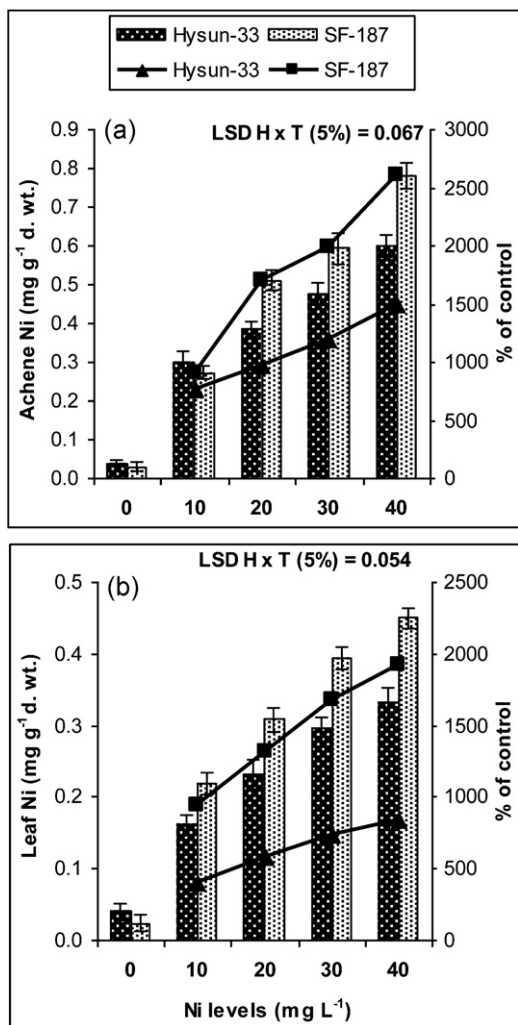 Hysun-33 SF-187
Hysun-33 SF-187
(a)
LSD H x T (5%) = 0.067
Achene Ni (mg g⁻¹ d. wt.)
0.9
0.8
0.7
0.6
0.5
0.4
0.3
0.2
0.1
0.0
3000
2500
2000
1500
1000
500
0
% of control
0 10 20 30 40
LSD H x T (5%) = 0.054
(b)
Leaf Ni (mg g⁻¹ d. wt.)
0.5
0.4
0.3
0.2
0.1
0.0
2500
2000
1500
1000
500
0
% of control
0 10 20 30 40
Ni levels (mg L⁻¹)